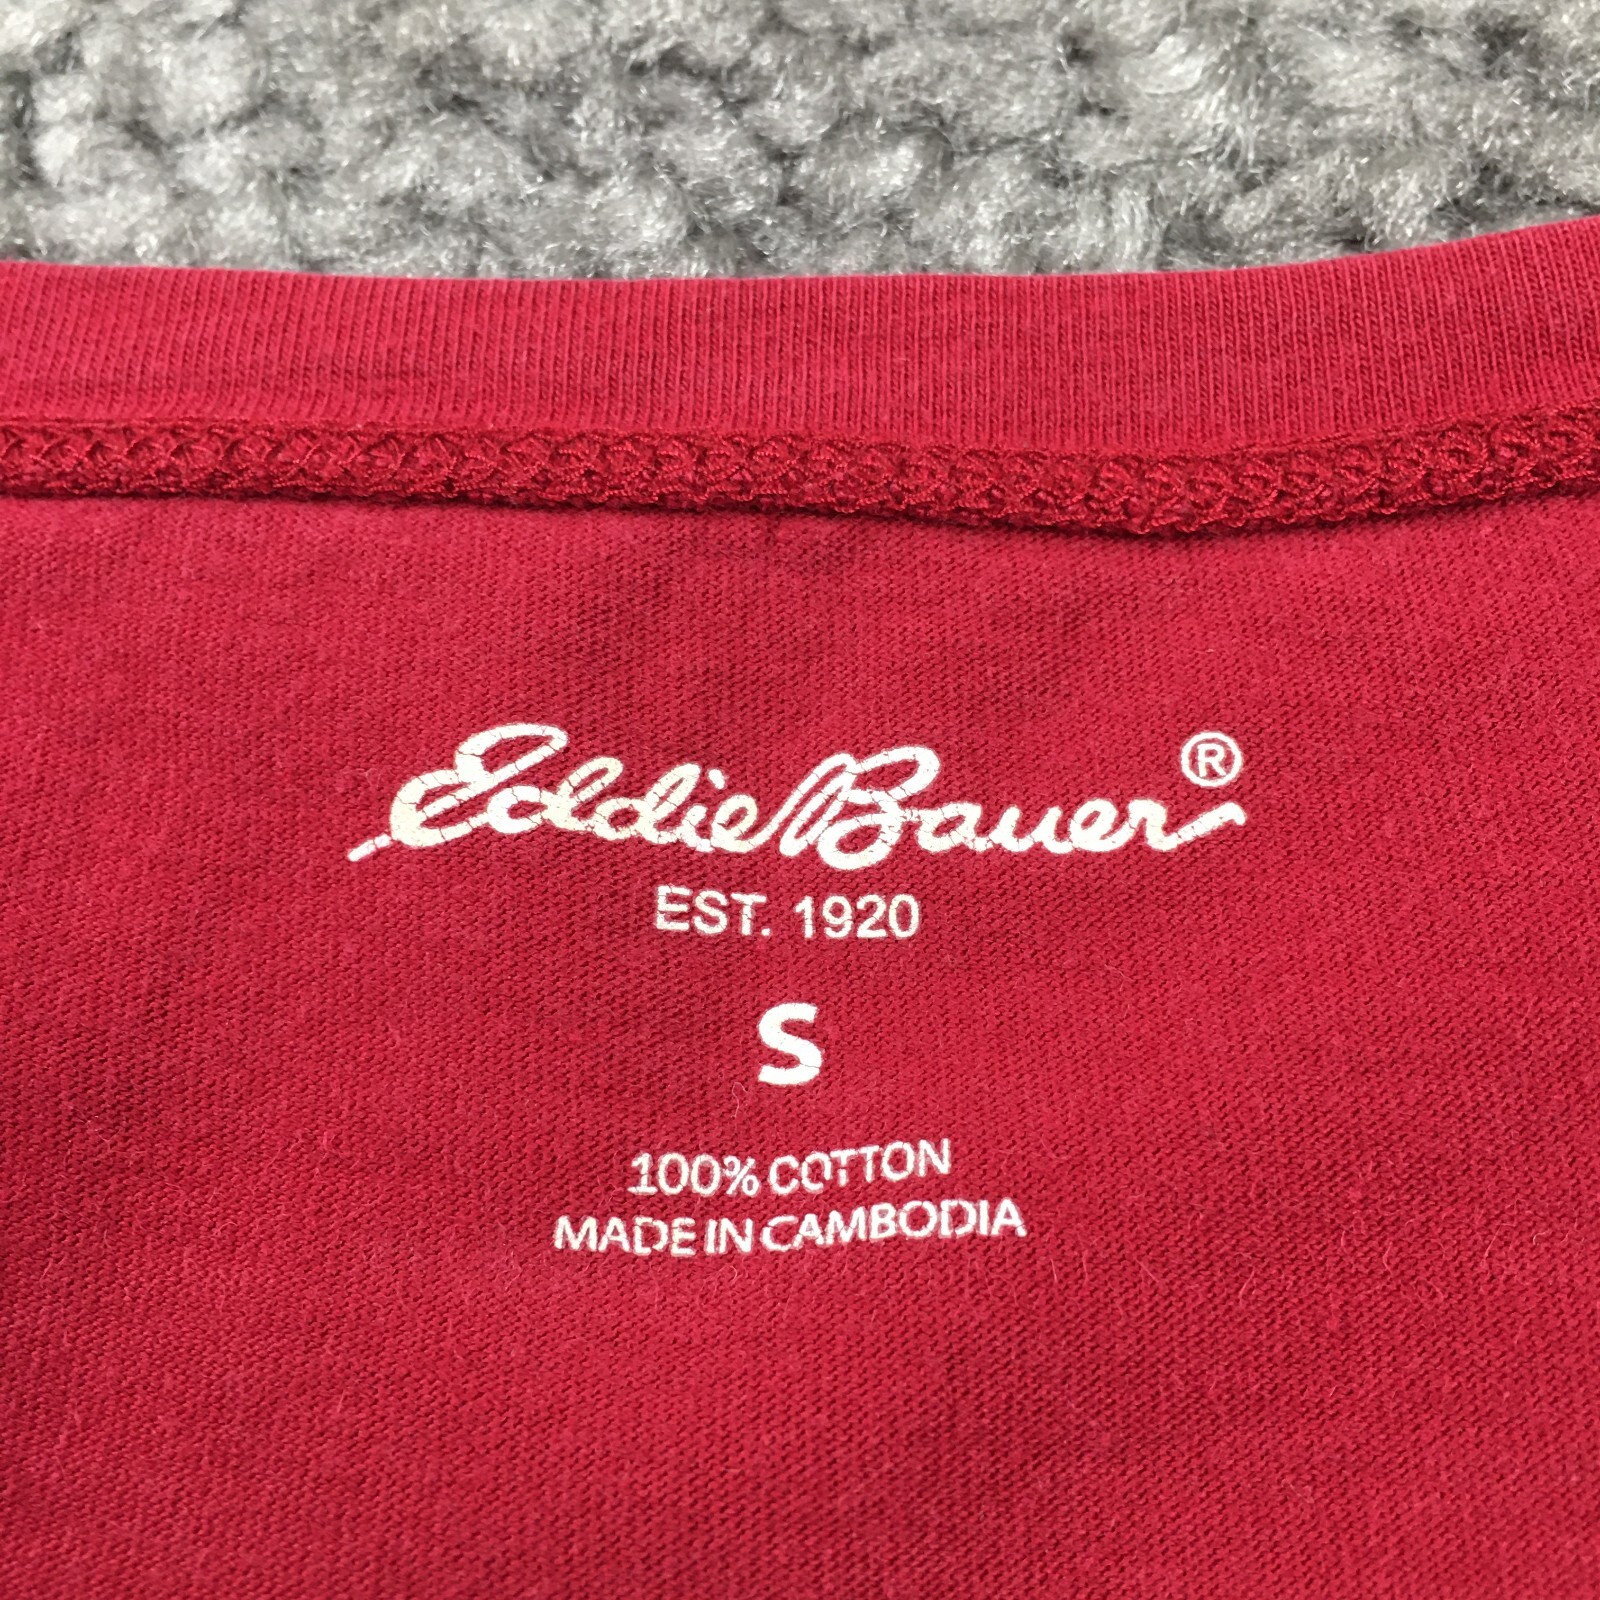 Eddie Bauer®
EST. 1920
S
100% COTTON
MADE IN CAMBODIA